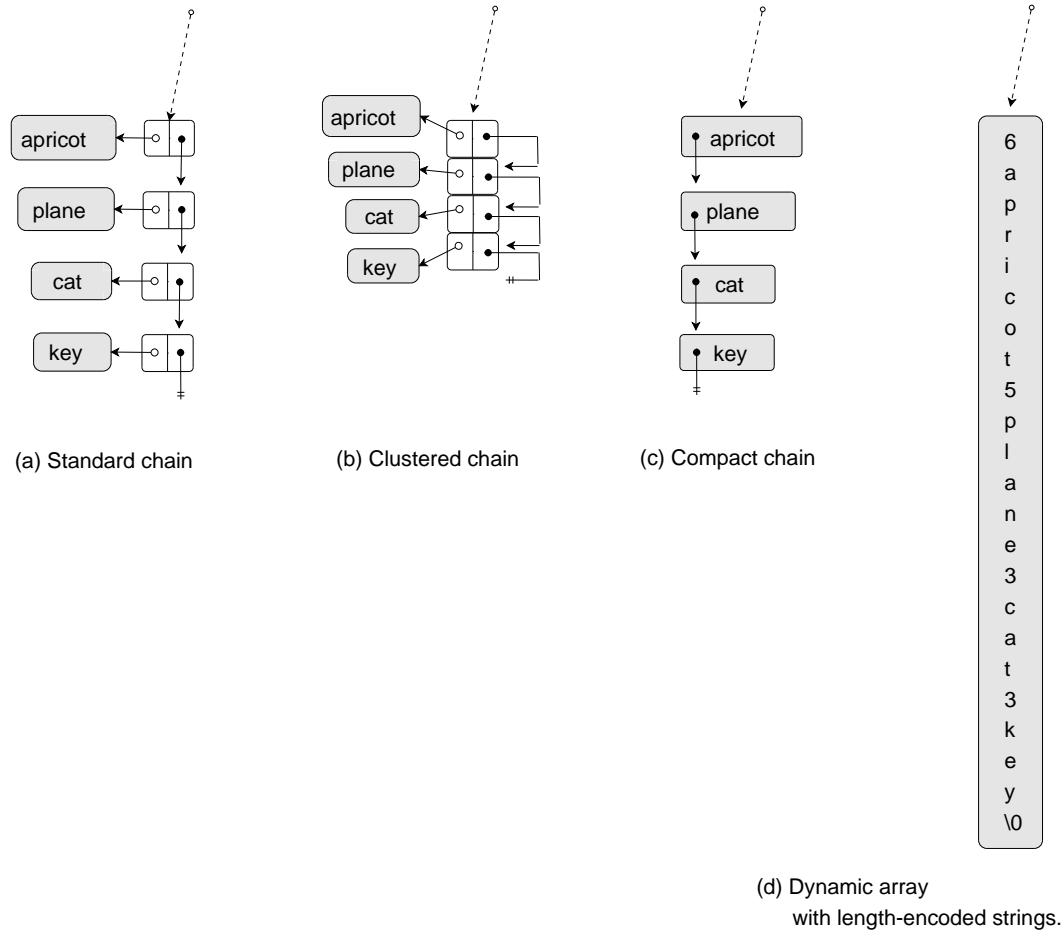 apricot
plane
cat
key
(a) Standard chain
apricot
plane
cat
key
(b) Clustered chain
apricot
plane
cat
key
(c) Compact chain
6
a
p
r
i
c
o
t
5
p
l
a
n
e
3
c
a
t
3
k
e
y
\0
(d) Dynamic array
with length-encoded strings.